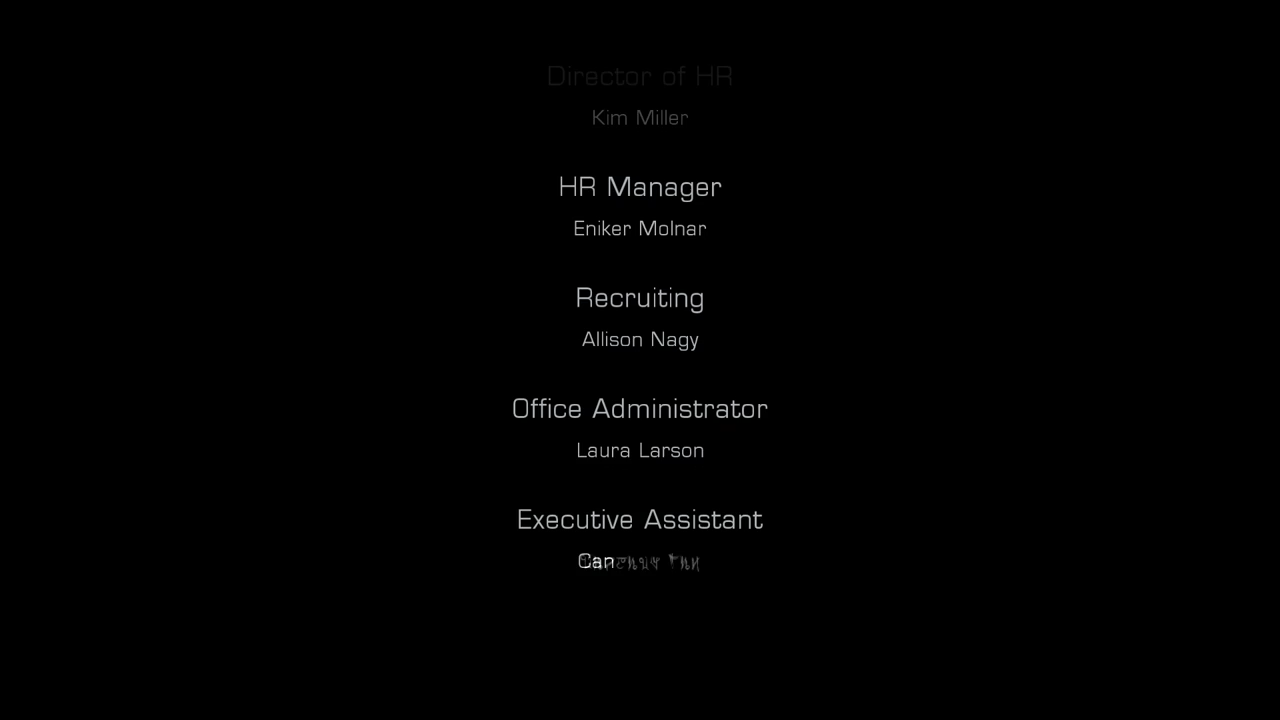 Director of HR
Kim Miller
HR Manager
Eniker Molnar
Recruiting
Allison Nagy
Office Administrator
Laura Larson
Executive Assistant